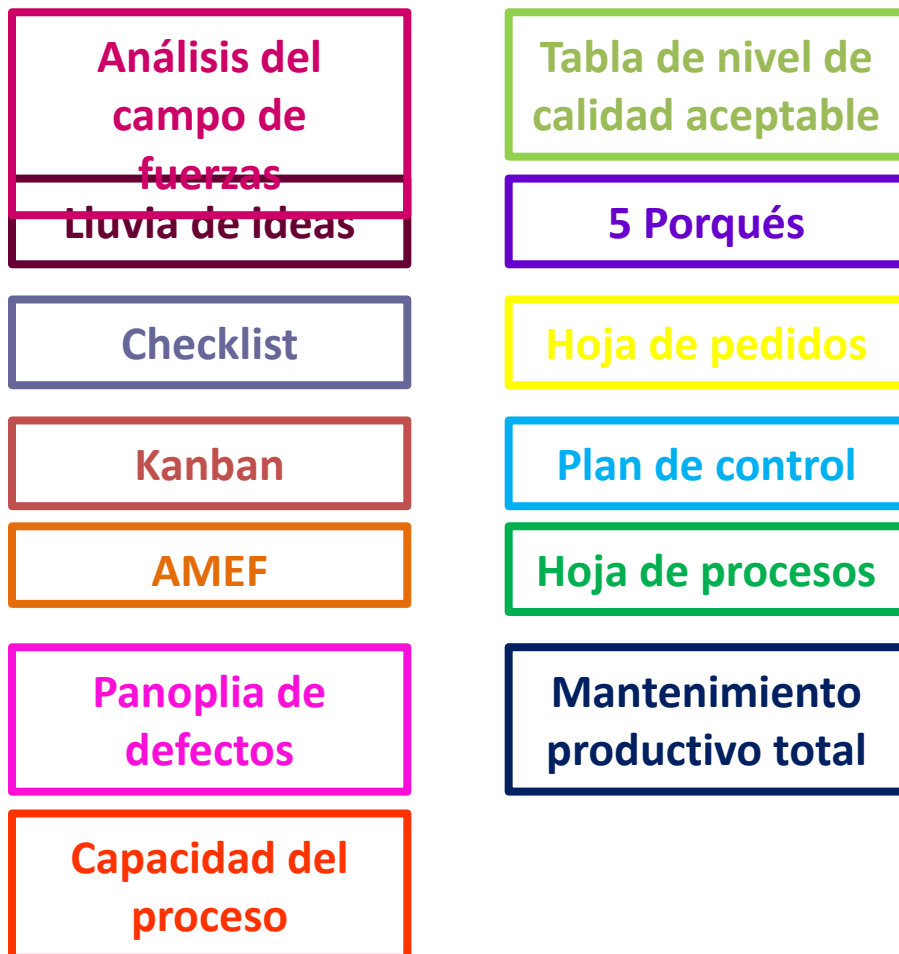 Análisis del
campo de
fuerzas
Lluvia de ideas
Checklist
Kanban
AMEF
Panoplia de
defectos
Capacidad del
proceso
Tabla de nivel de
calidad aceptable
5 Porqués
Hoja de pedidos
Plan de control
Hoja de procesos
Mantenimiento
productivo total